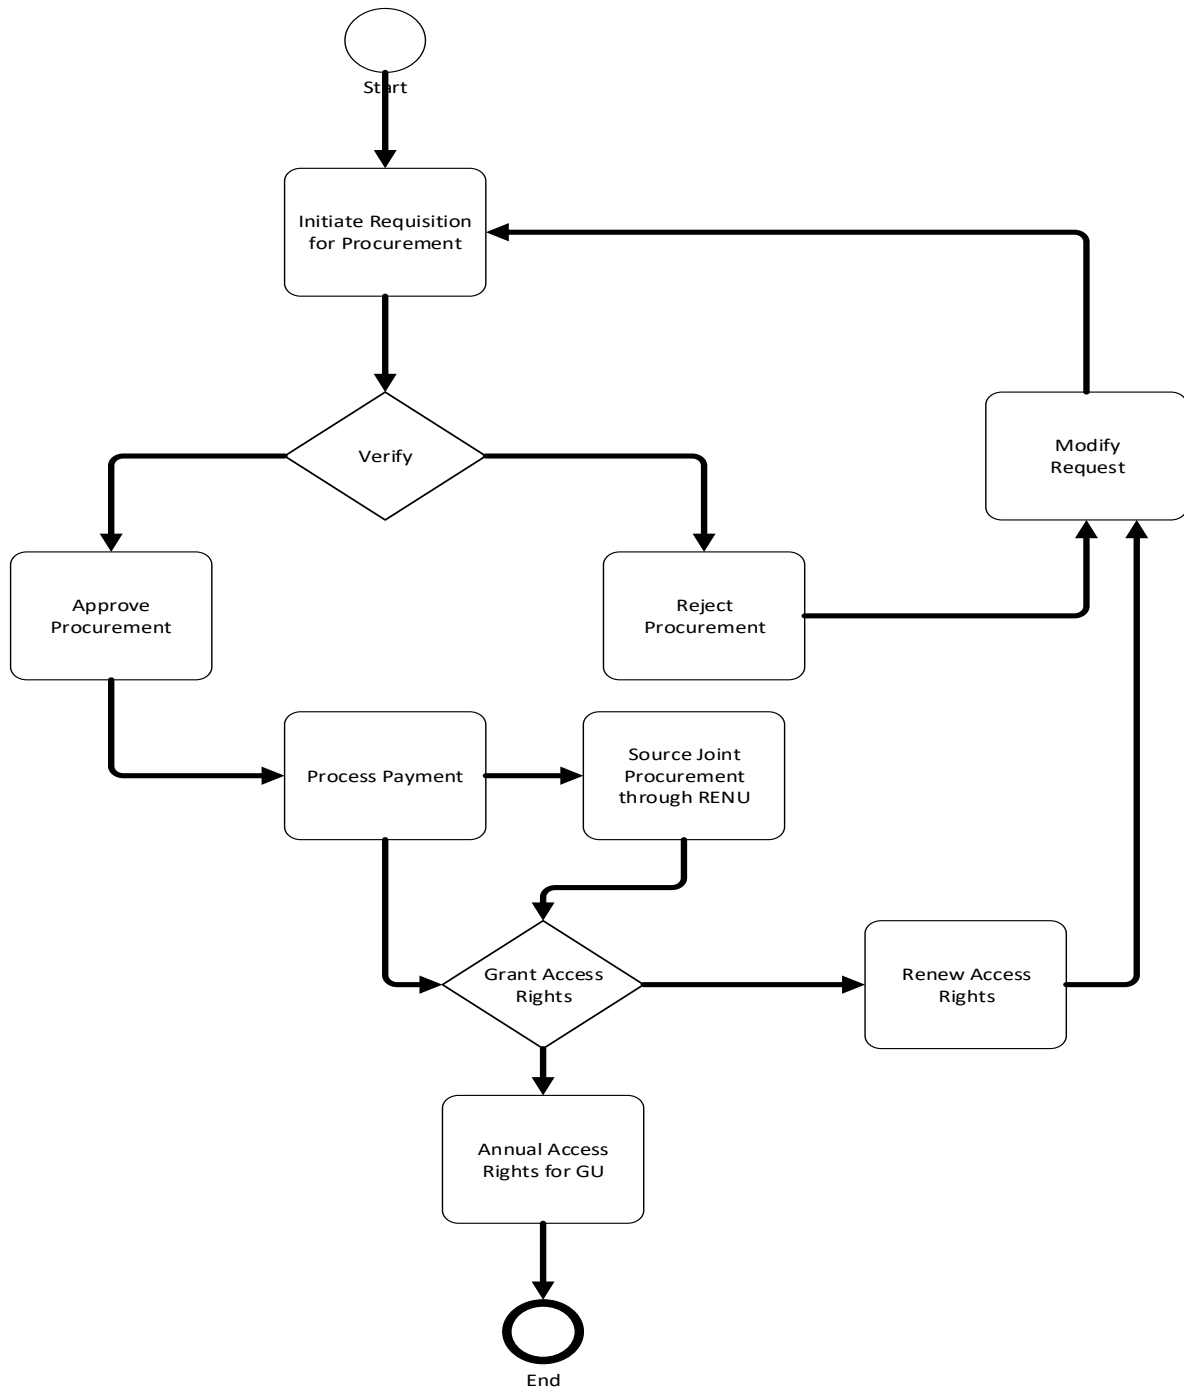 Start
Initiate Requisition
for Procurement
Verify
Modify
Request
Approve
Procurement
Reject
Procurement
Process Payment
Source Joint
Procurement
through RENU
Grant Access
Rights
Renew Access
Rights
Annual Access
Rights for GU
End